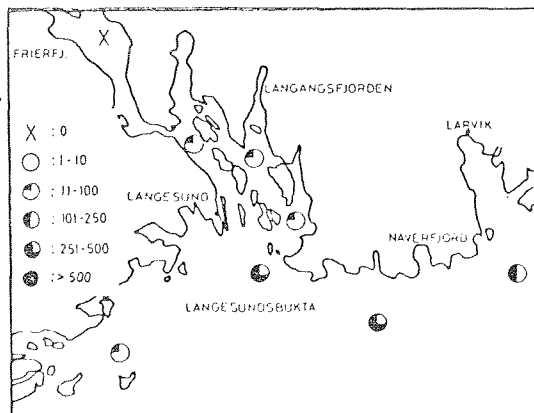 FRIERFJ.
LANGANGSFJORDEN
LARVIK
X : 0
: 1-10
: 11-100
LANGESUND
: 101-250
: 251-500
NAVERFJORD
: > 500
LANGESUNDSBUKTA